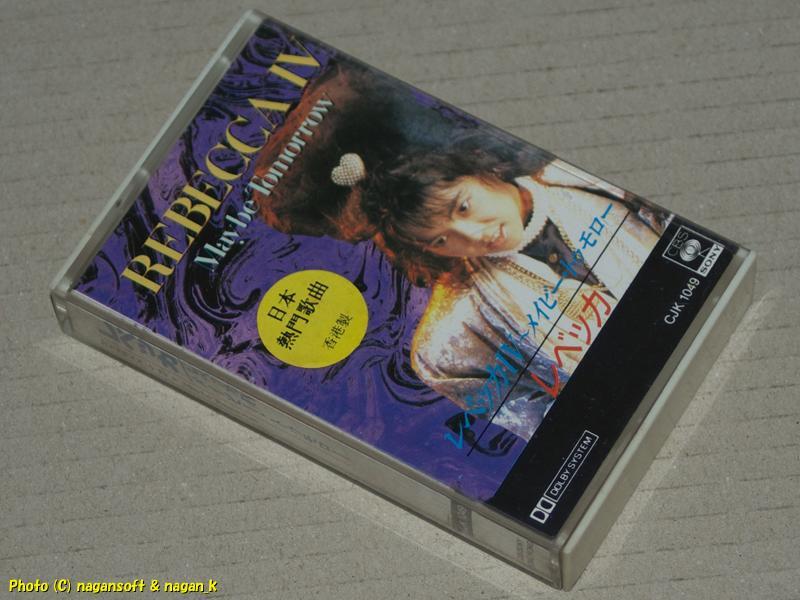 REBECCA IV
Maybe Tomorrow
日本
熱門歌曲
香港製
レベッカIV〜メイビー・トゥモロー
レベッカ
CBS
SONY
CJK 1049
DOLBY SYSTEM
Photo (C) nagansoft & nagan_k